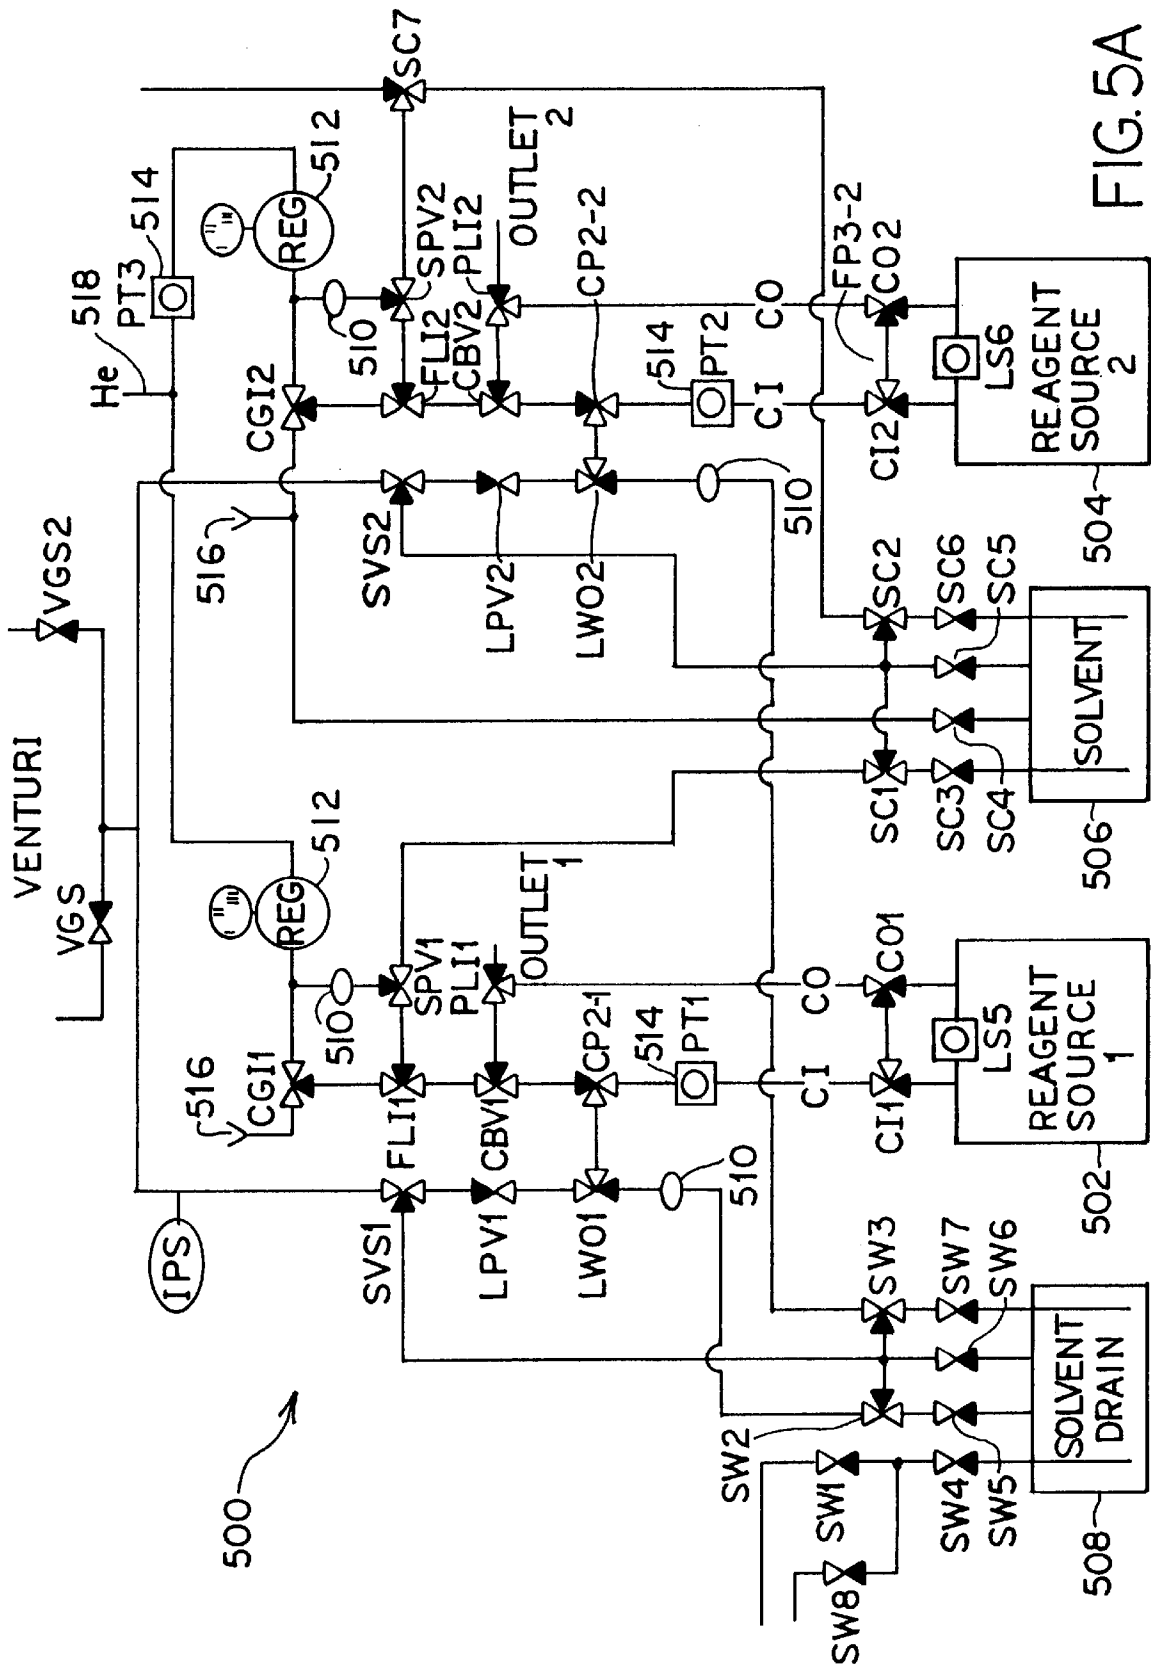 VENTURI
VGS
VGS2
500
IPS
516
CGI1
REG
512
510
SVS1
FLI1
SPV1
PLI1
LPV1
CBV1
OUTLET
1
LWO1
CP2-1
514
PT1
510
CI
CO
CI1
CO1
LS5
REAGENT
SOURCE
1
502
SW8
SW1
SW2
SW3
SW4
SW5
SW7
SW6
SOLVENT
DRAIN
508
He
518
PT3
514
516
CGI2
REG
512
510
SC7
SVS2
FLI2
SPV2
CBV2
PLI2
OUTLET
2
LPV2
LWO2
CP2-2
514
PT2
510
CI
CO
FP3-2
CI2
CO2
LS6
REAGENT
SOURCE
2
504
SC1
SC2
SC3
SC4
SC6
SC5
SOLVENT
506
FIG. 5A